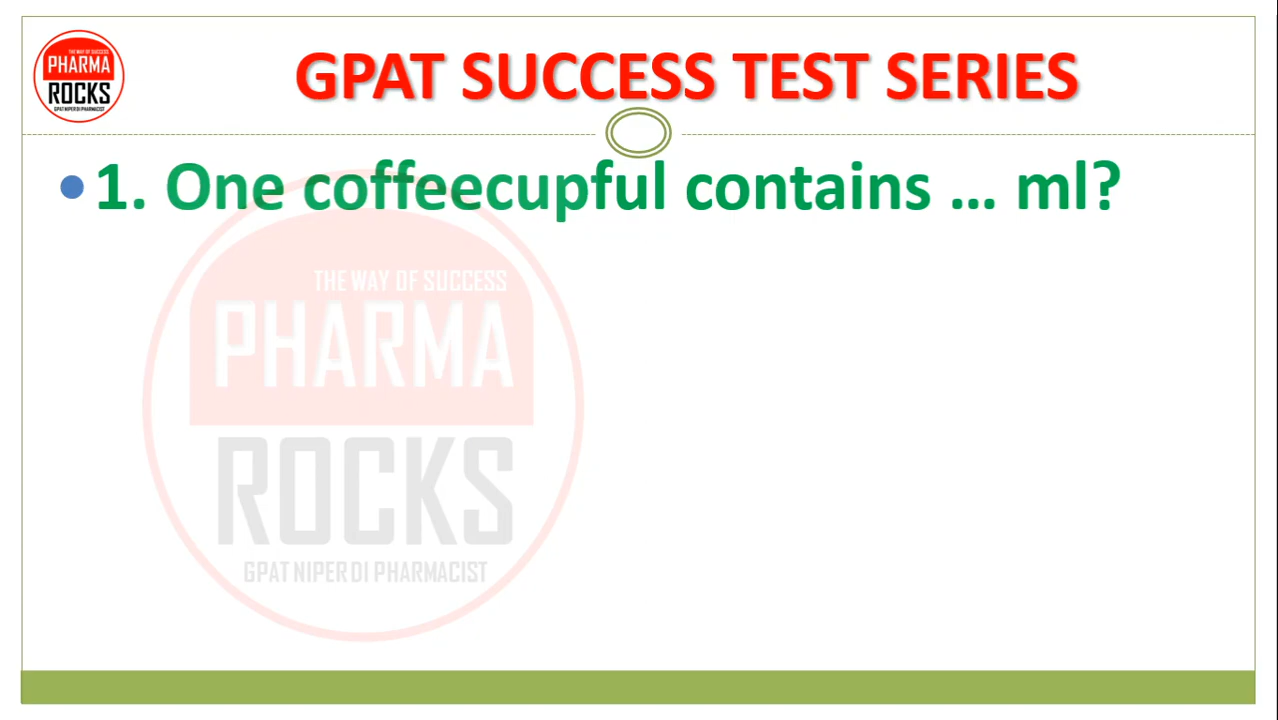 THE WAY OF SUCCESS
PHARMA
ROCKS
GPAT NIPER DI PHARMACIST
GPAT SUCCESS TEST SERIES
• 1. One coffeecupful contains ... ml?
THE WAY OF SUCCESS
PHARMA
ROCKS
GPAT NIPER DI PHARMACIST